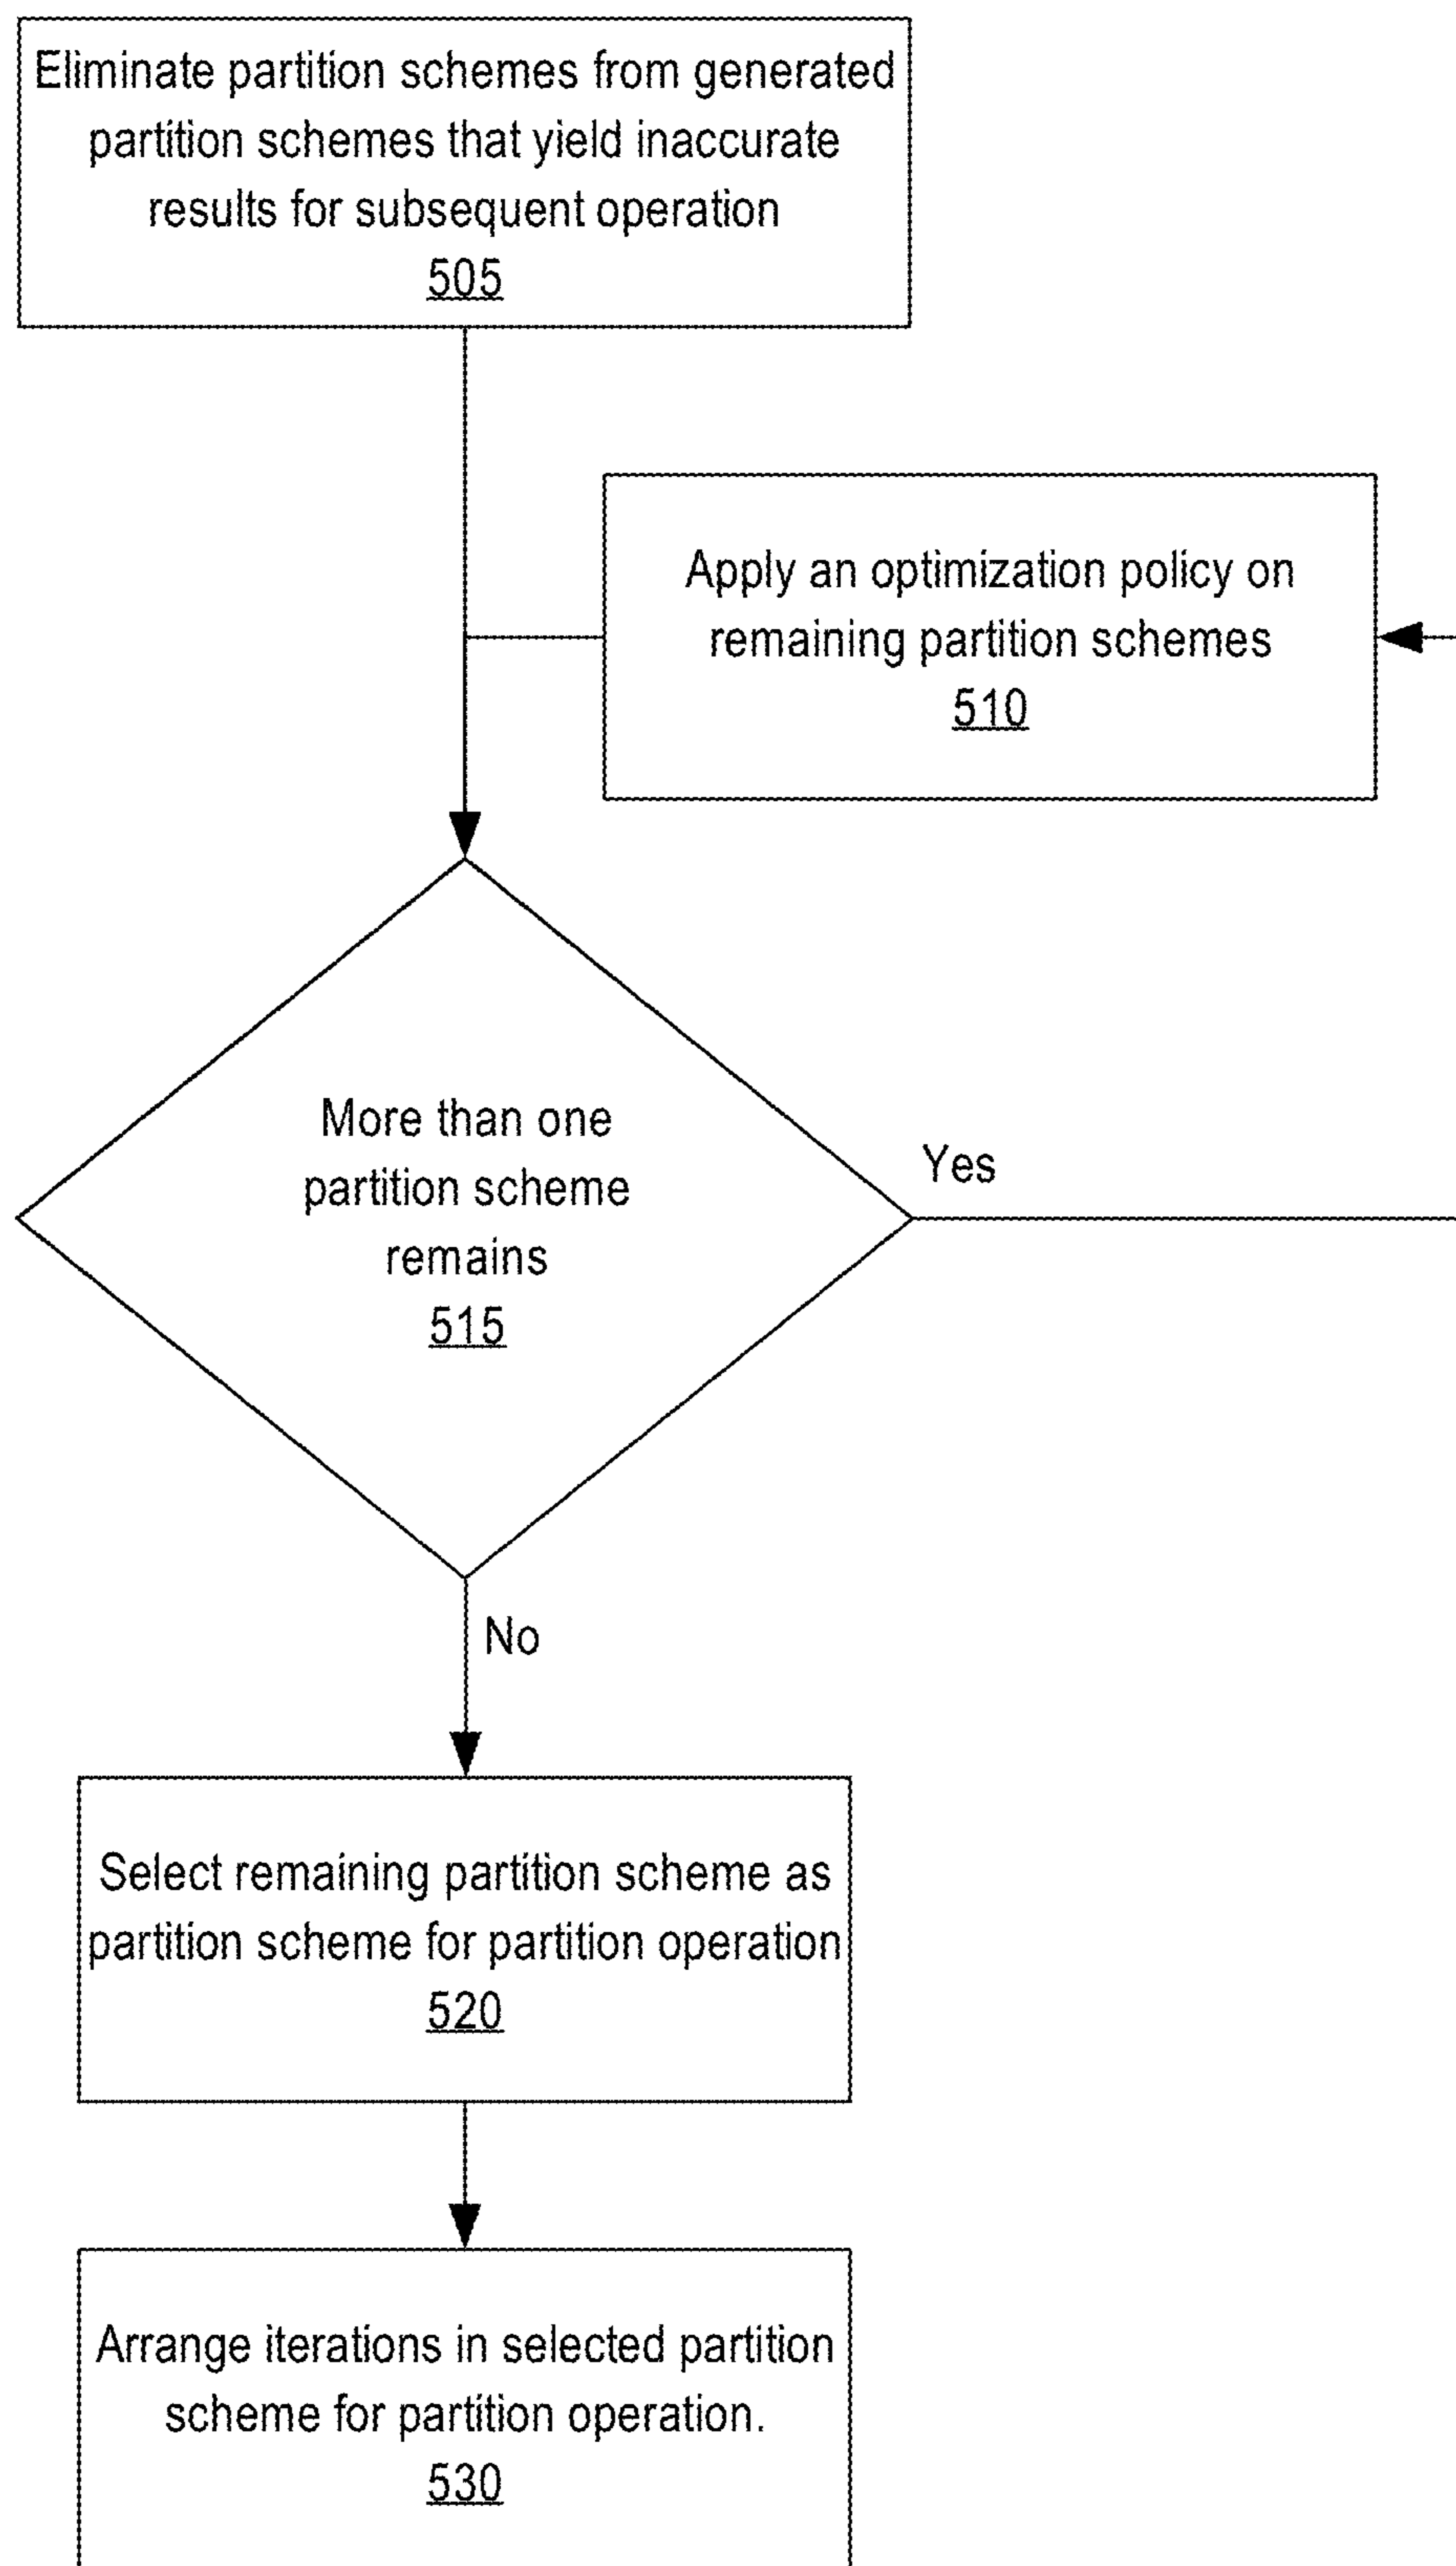 Eliminate partition schemes from generated
partition schemes that yield inaccurate
results for subsequent operation
505
Apply an optimization policy on
remaining partition schemes
510
More than one
partition scheme
remains
515
Yes
No
Select remaining partition scheme as
partition scheme for partition operation
520
Arrange iterations in selected partition
scheme for partition operation.
530